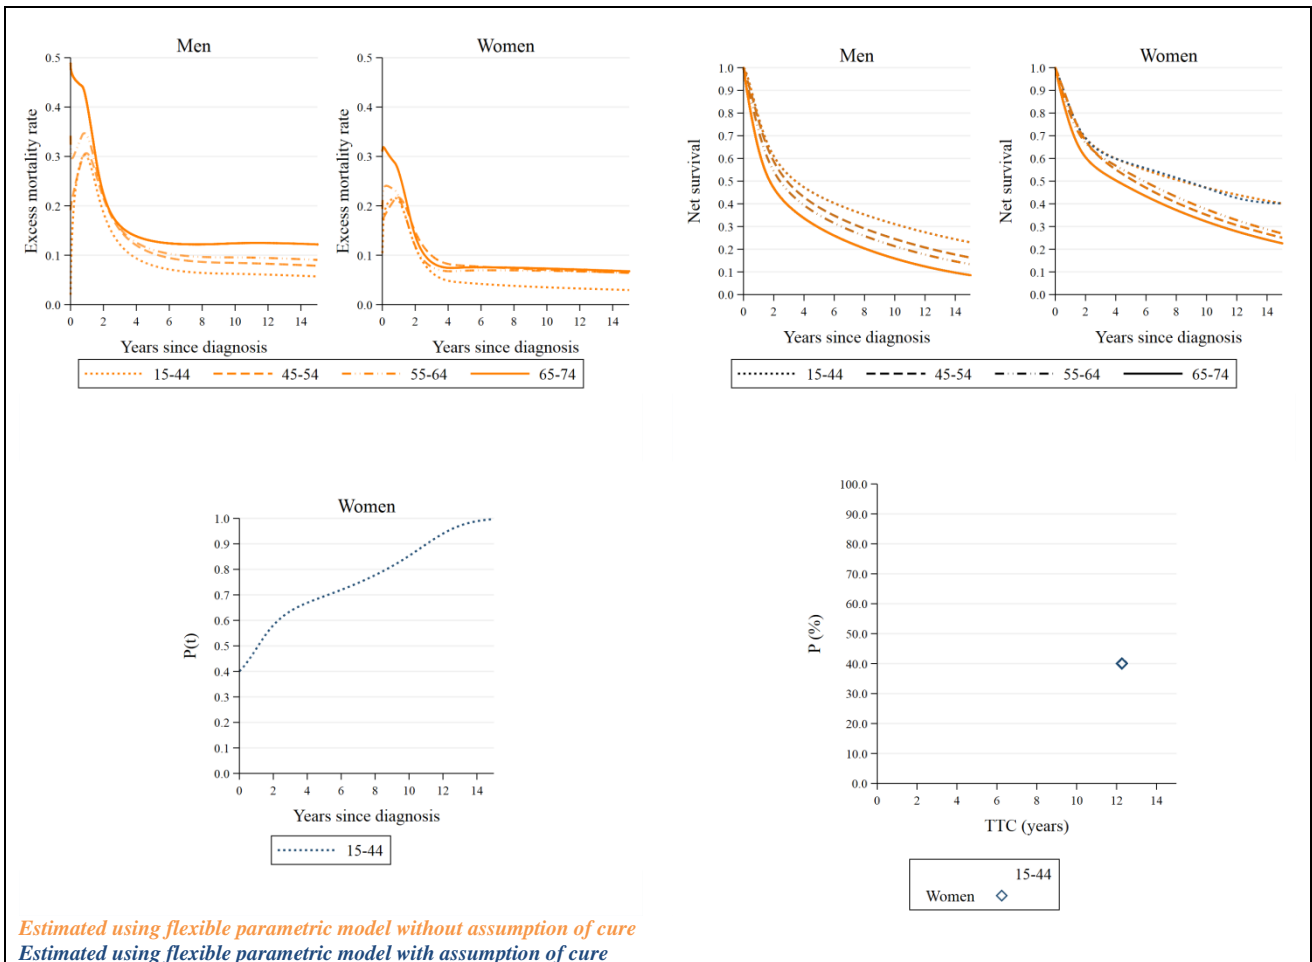 Men
Women
Excess mortality rate
0.5
0.4
0.3
0.2
0.1
0.0
0 2 4 6 8 10 12 14
Years since diagnosis
Excess mortality rate
0.5
0.4
0.3
0.2
0.1
0.0
0 2 4 6 8 10 12 14
Years since diagnosis
15-44 45-54 55-64 65-74
Men
Women
Net survival
1.0
0.9
0.8
0.7
0.6
0.5
0.4
0.3
0.2
0.1
0.0
0 2 4 6 8 10 12 14
Years since diagnosis
Net survival
1.0
0.9
0.8
0.7
0.6
0.5
0.4
0.3
0.2
0.1
0.0
0 2 4 6 8 10 12 14
Years since diagnosis
15-44 45-54 55-64 65-74
Women
P(t)
1.0
0.9
0.8
0.7
0.6
0.5
0.4
0.3
0.2
0.1
0.0
0 2 4 6 8 10 12 14
Years since diagnosis
15-44
P (%)
100.0
90.0
80.0
70.0
60.0
50.0
40.0
30.0
20.0
10.0
0.0
0 2 4 6 8 10 12 14
TTC (years)
15-44
Women
Estimated using flexible parametric model without assumption of cure
Estimated using flexible parametric model with assumption of cure